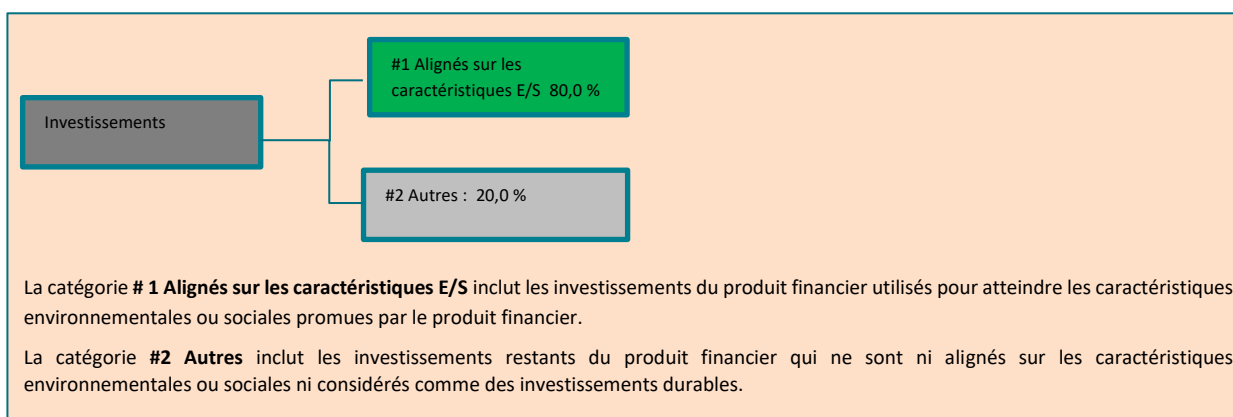 #1 Alignés sur les
caractéristiques E/S 80,0 %
Investissements
#2 Autres : 20,0 %
La catégorie # 1 Alignés sur les caractéristiques E/S inclut les investissements du produit financier utilisés pour atteindre les caractéristiques
environnementales ou sociales promues par le produit financier.
La catégorie #2 Autres inclut les investissements restants du produit financier qui ne sont ni alignés sur les caractéristiques
environnementales ou sociales ni considérés comme des investissements durables.